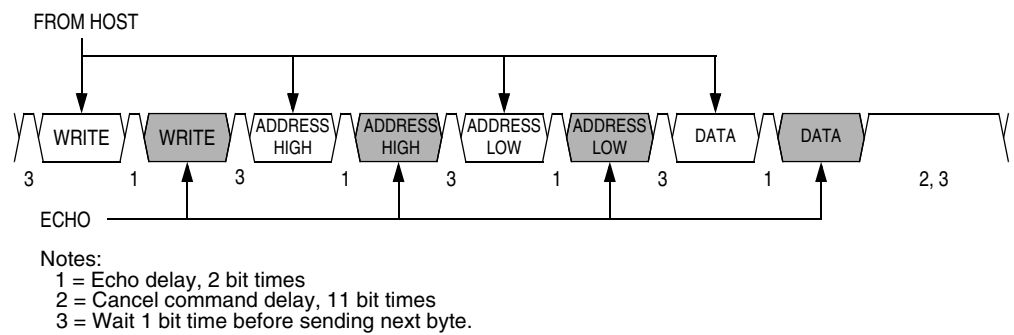 FROM HOST
WRITE WRITE ADDRESS HIGH ADDRESS HIGH ADDRESS LOW ADDRESS LOW DATA DATA
3 1 3 1 3 1 3 1 2, 3
ECHO
Notes:
1 = Echo delay, 2 bit times
2 = Cancel command delay, 11 bit times
3 = Wait 1 bit time before sending next byte.